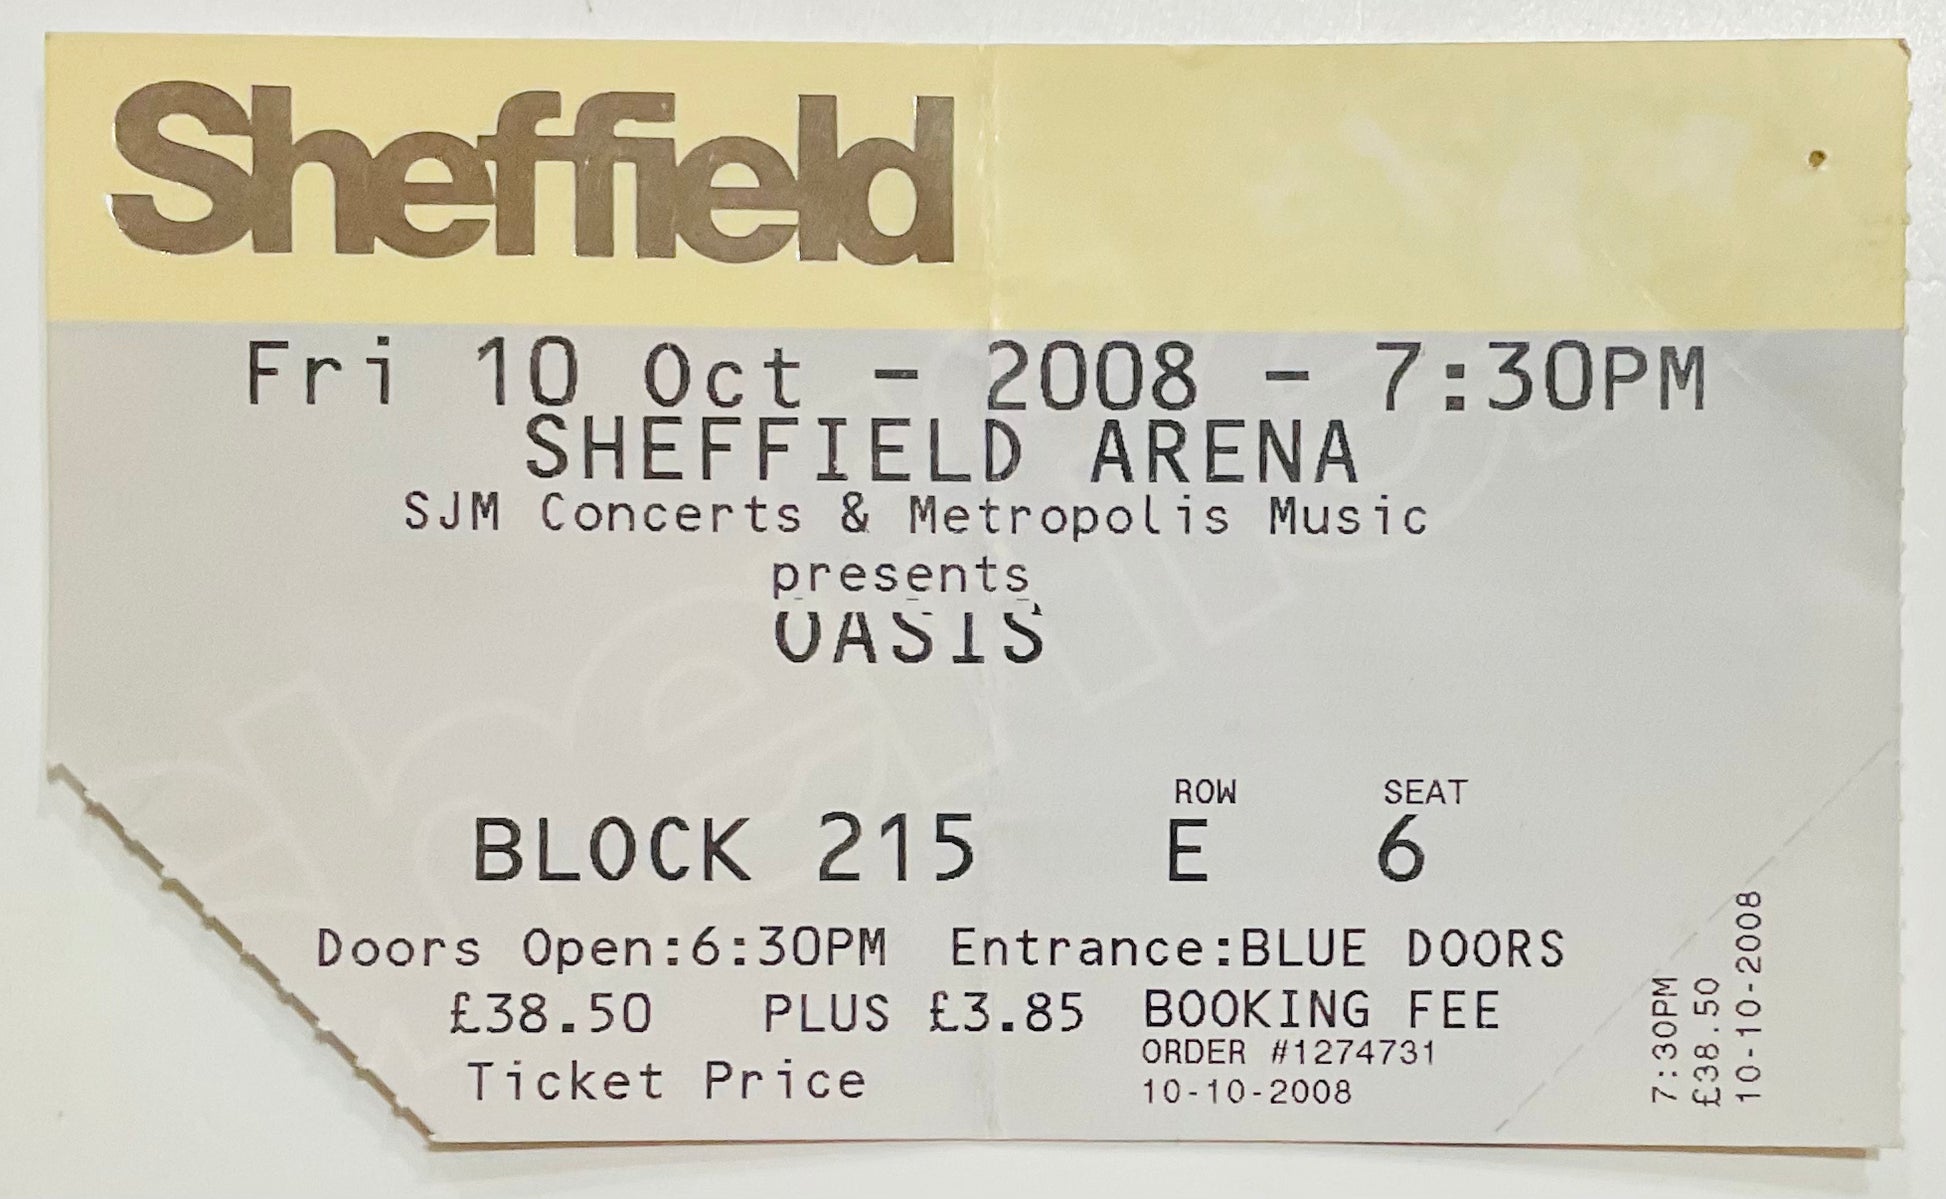 Sheffield
Fri 10 Oct - 2008 - 7:30PM
SHEFFIELD ARENA
SJM Concerts & Metropolis Music
presents
OASIS
ROW SEAT
BLOCK 215 E 6
Doors Open:6:30PM Entrance:BLUE DOORS
£38.50 PLUS £3.85 BOOKING FEE
ORDER #1274731
Ticket Price
10-10-2008
7:30PM
£38.50
10-10-2008